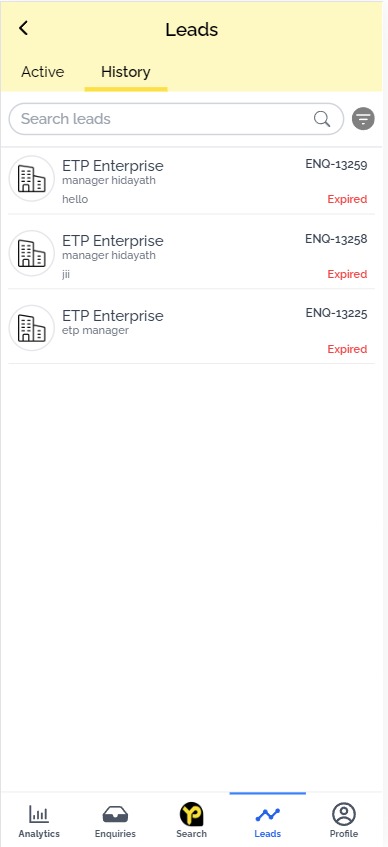 Leads
Active History
Search leads
ETP Enterprise ENQ-13259
manager hidayath
hello Expired
ETP Enterprise ENQ-13258
manager hidayath
jii Expired
ETP Enterprise ENQ-13225
etp manager
Expired
Analytics Enquiries Search Leads Profile